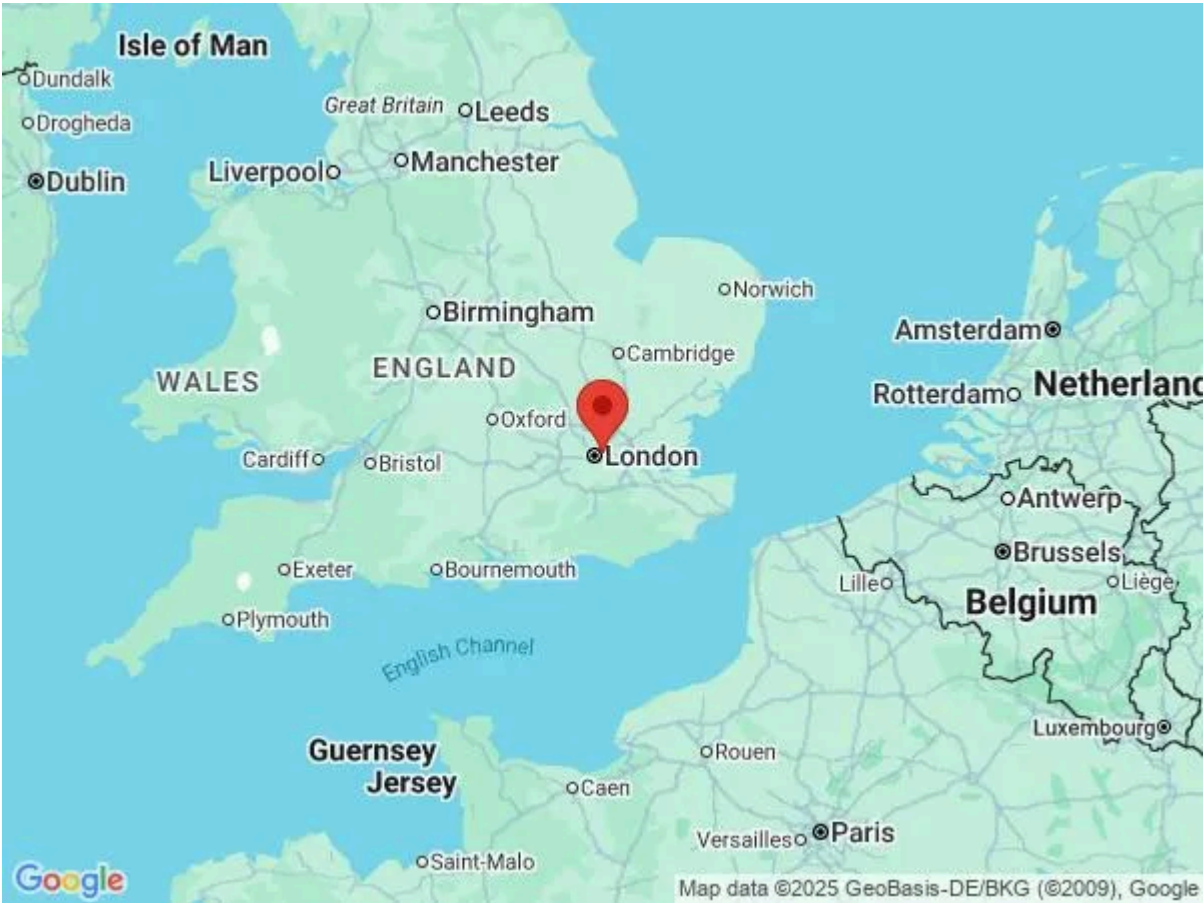 Isle of Man
Dundalk
Great Britain
Leeds
Drogheda
Manchester
Liverpool
Dublin
Norwich
Birmingham
Amsterdam
Cambridge
ENGLAND
WALES
Netherland
Rotterdam
Oxford
London
Cardiff
Bristol
Antwerp
Brussels
Exeter
Bournemouth
Lille
Liège
Belgium
Plymouth
English Channel
Luxembourg
Guernsey
Rouen
Jersey
Caen
Paris
Versailles
Saint-Malo
Google
Map data ©2025 GeoBasis-DE/BKG (©2009), Google